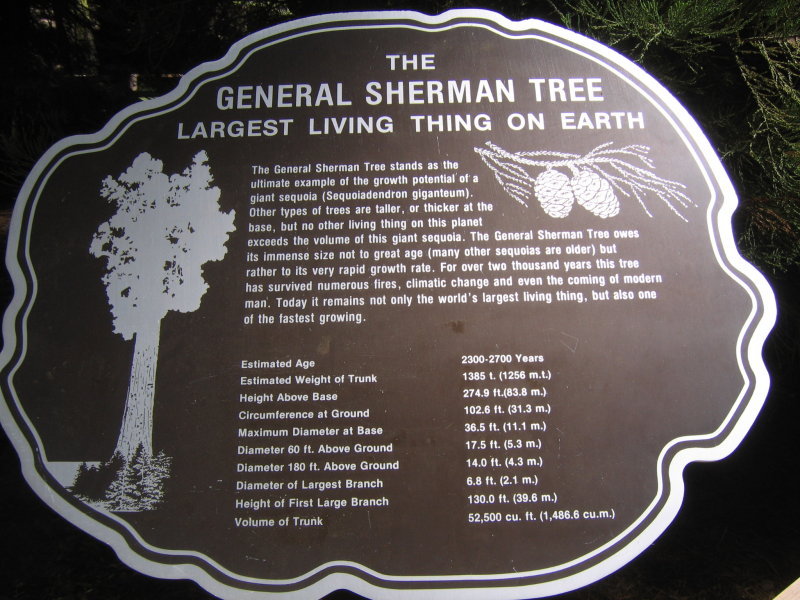 THE
GENERAL SHERMAN TREE
LARGEST LIVING THING ON EARTH
The General Sherman Tree stands as the
ultimate example of the growth potential of a
giant sequoia (Sequoiadendron giganteum).
Other types of trees are taller, or thicker at the
base, but no other living thing on this planet
exceeds the volume of this giant sequoia. The General Sherman Tree owes
its immense size not to great age (many other sequoias are older) but
rather to its very rapid growth rate. For over two thousand years this tree
has survived numerous fires, climatic change and even the coming of modern
man. Today it remains not only the world's largest living thing, but also one
of the fastest growing.
Estimated Age 2300-2700 Years
Estimated Weight of Trunk 1385 t. (1256 m.t.)
Height Above Base 274.9 ft.(83.8 m.)
Circumference at Ground 102.6 ft. (31.3 m.)
Maximum Diameter at Base 36.5 ft. (11.1 m.)
Diameter 60 ft. Above Ground 17.5 ft. (5.3 m.)
Diameter 180 ft. Above Ground 14.0 ft. (4.3 m.)
Diameter of Largest Branch 6.8 ft. (2.1 m.)
Height of First Large Branch 130.0 ft. (39.6 m.)
Volume of Trunk 52,500 cu. ft. (1,486.6 cu.m.)